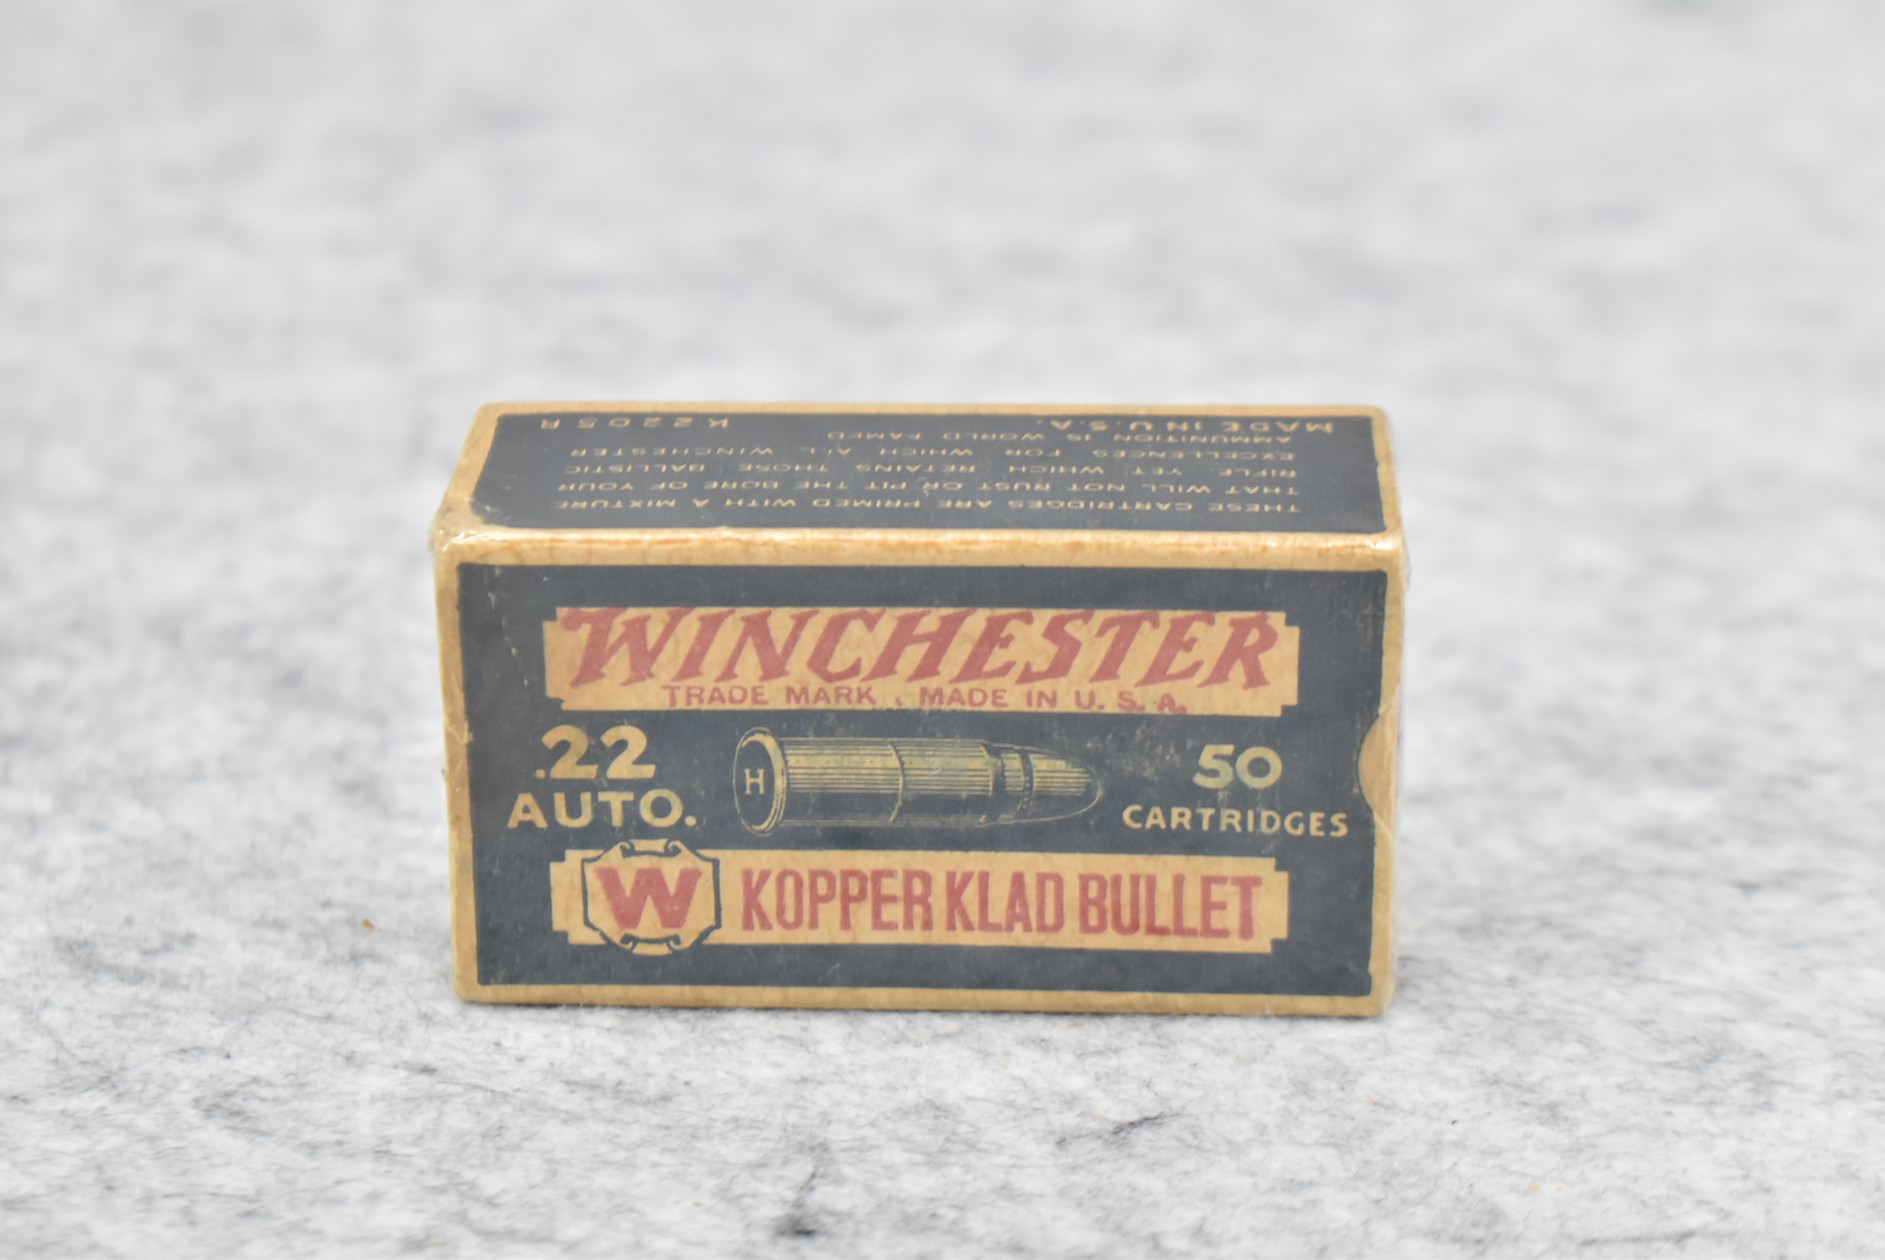 THESE CARTRIDGES ARE PRIMED WITH A MIXTURE
THAT WILL NOT RUST OR PIT THE BORE OF YOUR
RIFLE YET WHICH RETAINS THOSE BALLISTIC
EXCELLENCES FOR WHICH ALL WINCHESTER
AMMUNITION IS WORLD FAMED
MADE IN U.S.A. K2205R
WINCHESTER
TRADE MARK . MADE IN U.S.A.
.22
AUTO.
H
50
CARTRIDGES
W
KOPPER KLAD BULLET